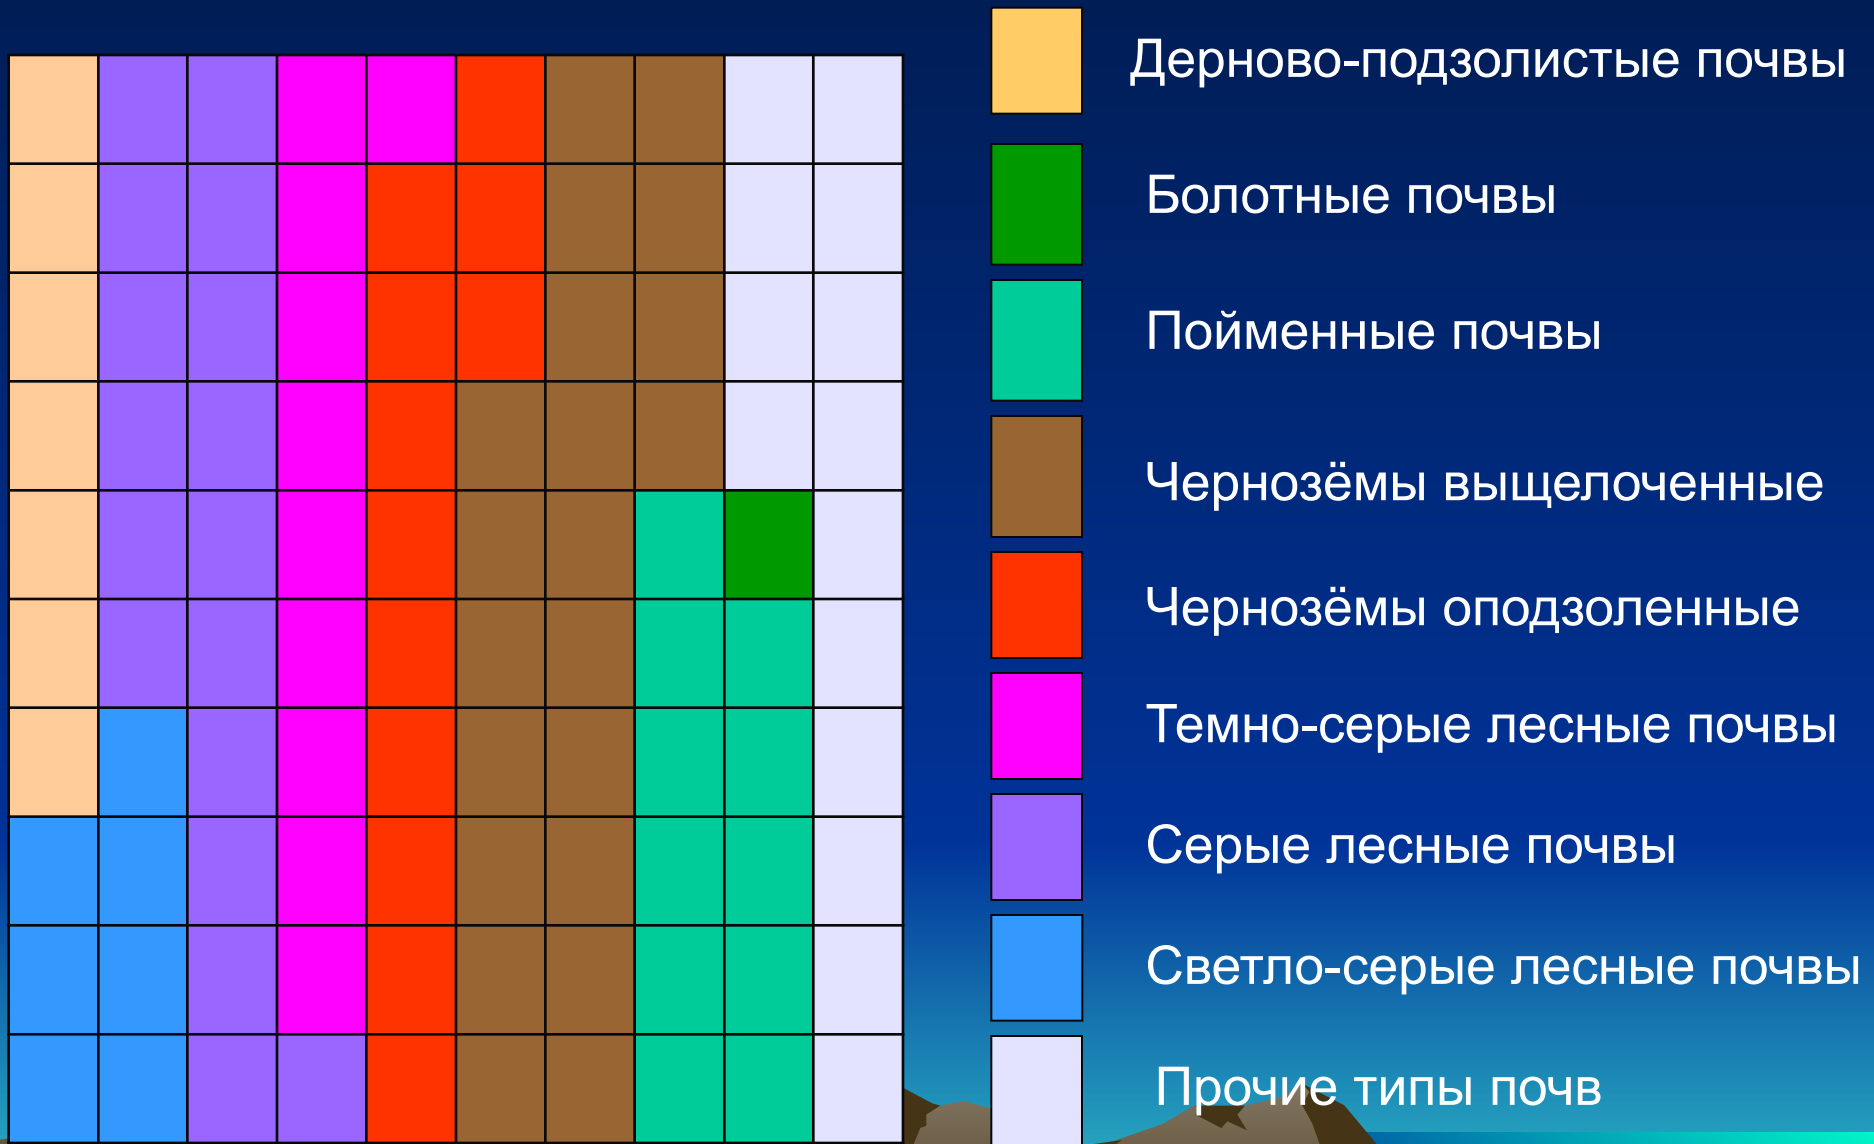 Дерново-подзолистые почвы
Болотные почвы
Пойменные почвы
Чернозёмы выщелоченные
Чернозёмы оподзоленные
Темно-серые лесные почвы
Серые лесные почвы
Светло-серые лесные почвы
Прочие типы почв